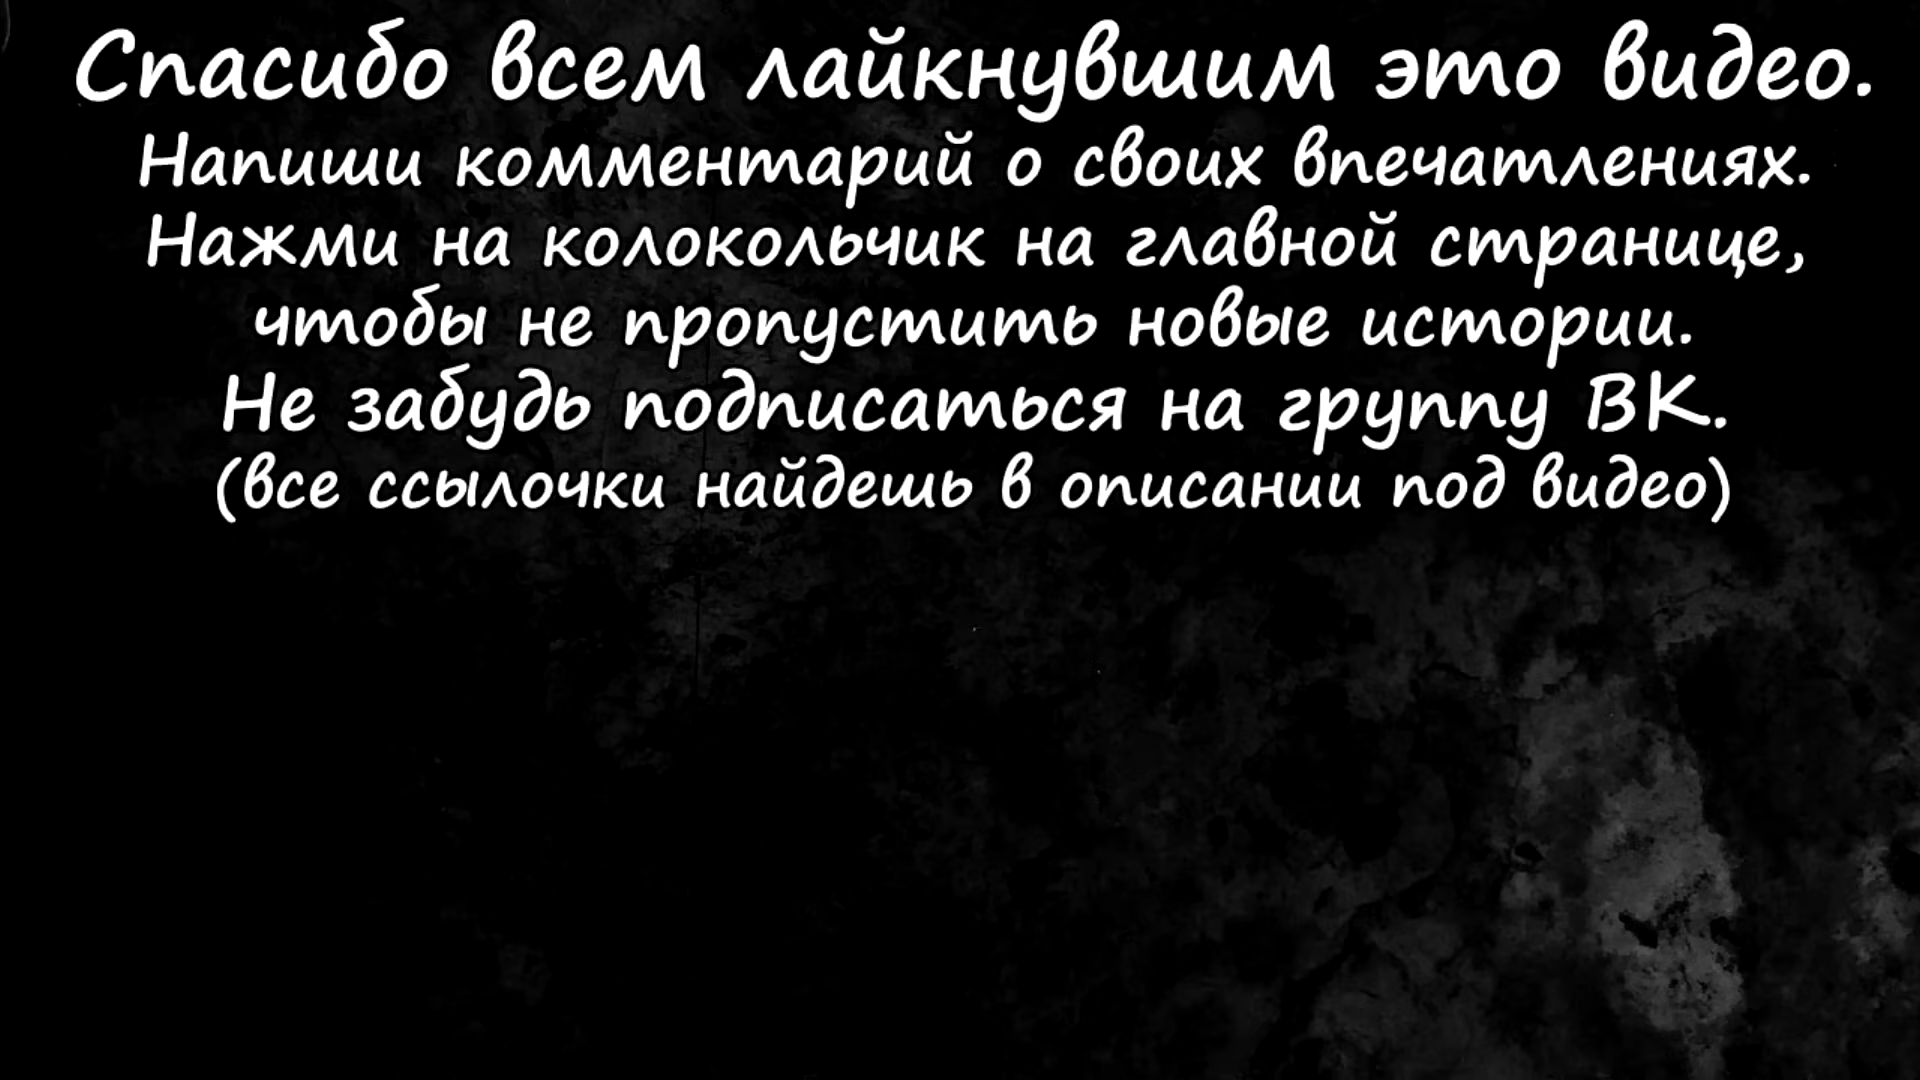 Спасибо всем лайкнувшим это видео.
Напиши комментарий о своих впечатлениях.
Нажми на колокольчик на главной странице,
чтобы не пропустить новые истории.
Не забудь подписаться на группу ВК.
(все ссылочки найдешь в описании под видео)